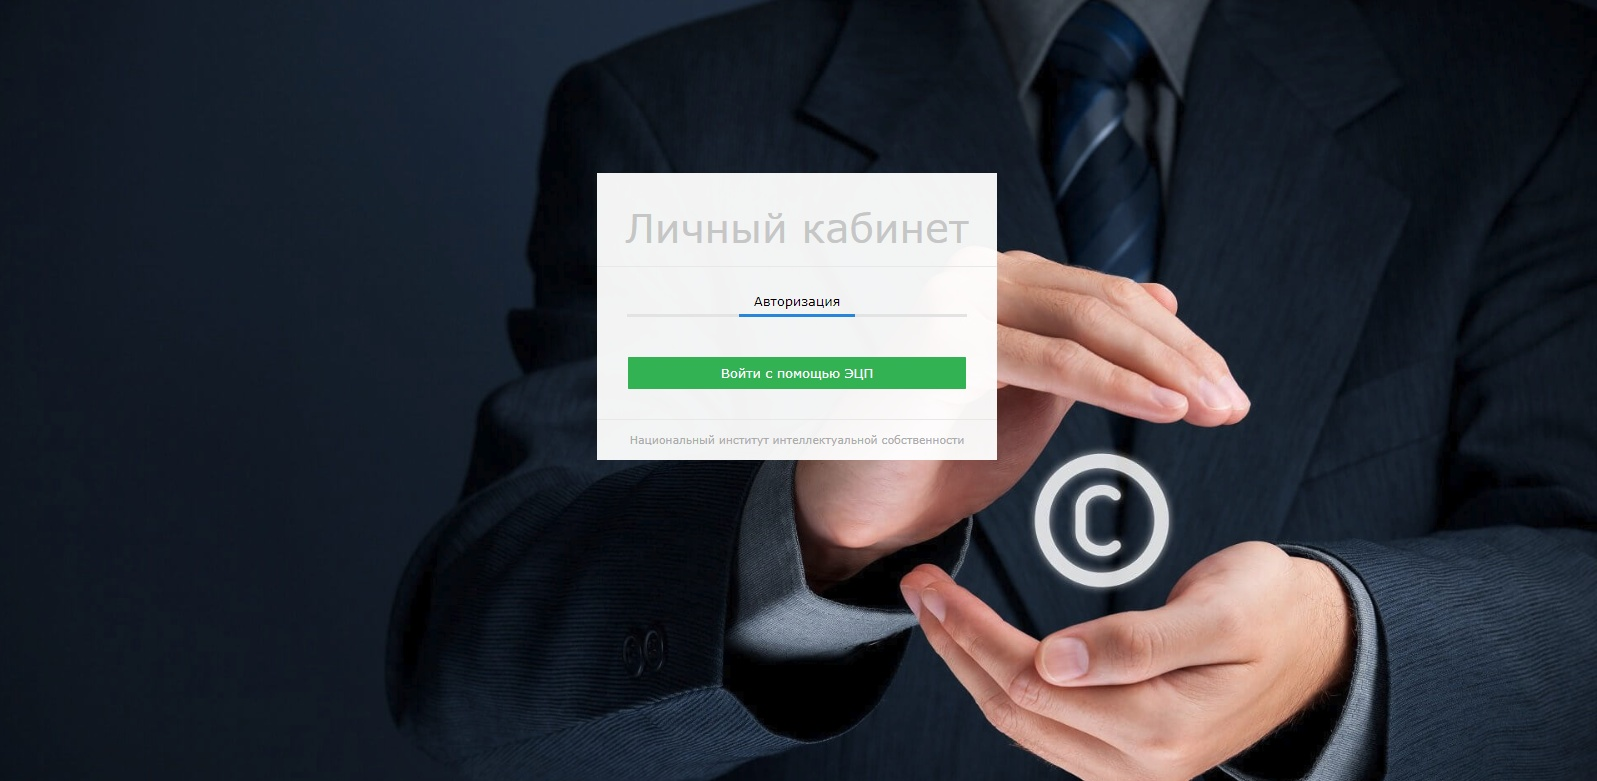 Личный кабинет
Авторизация
Войти с помощью ЭЦП
Национальный институт интеллектуальной собственности
©